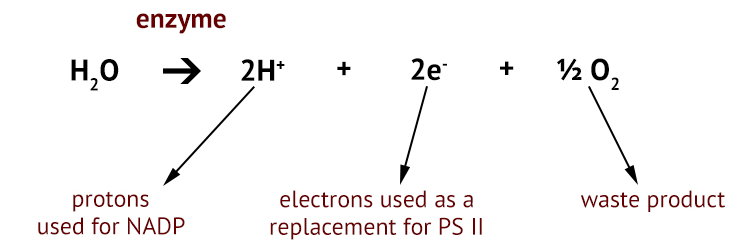 enzyme
H₂O → 2H⁺ + 2e⁻ + ½ O₂
protons
used for NADP
electrons used as a
replacement for PS II
waste product